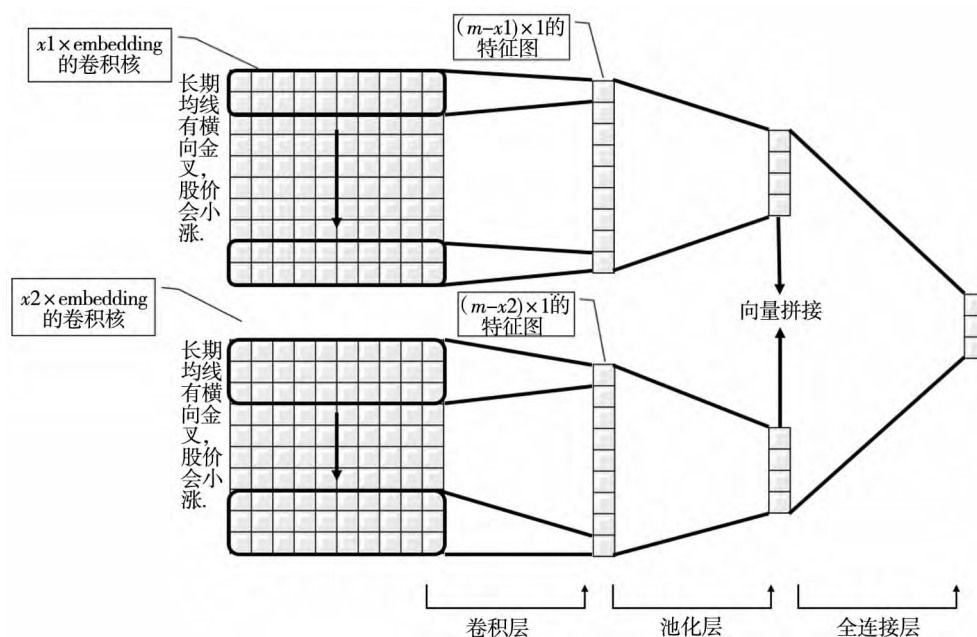 x1×embedding
的卷积核
(m-x1)×1的
特征图
长期
均线
有横
向金
叉,
股价
会小
涨.
x2×embedding
的卷积核
(m-x2)×1的
特征图
向量拼接
长期
均线
有横
向金
叉,
股价
会小
涨.
卷积层
池化层
全连接层